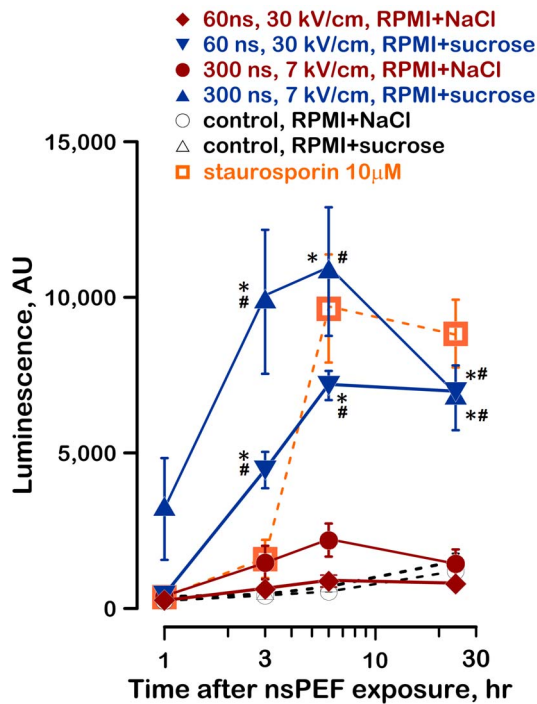 60ns, 30 kV/cm, RPMI+NaCl
60 ns, 30 kV/cm, RPMI+sucrose
300 ns, 7 kV/cm, RPMI+NaCl
300 ns, 7 kV/cm, RPMI+sucrose
control, RPMI+NaCl
control, RPMI+sucrose
staurosporin 10μM
15,000
10,000
5,000
0
Luminescence, AU
*
#
* #
*
#
*
#
*#
*#
1 3 10 30
Time after nsPEF exposure, hr